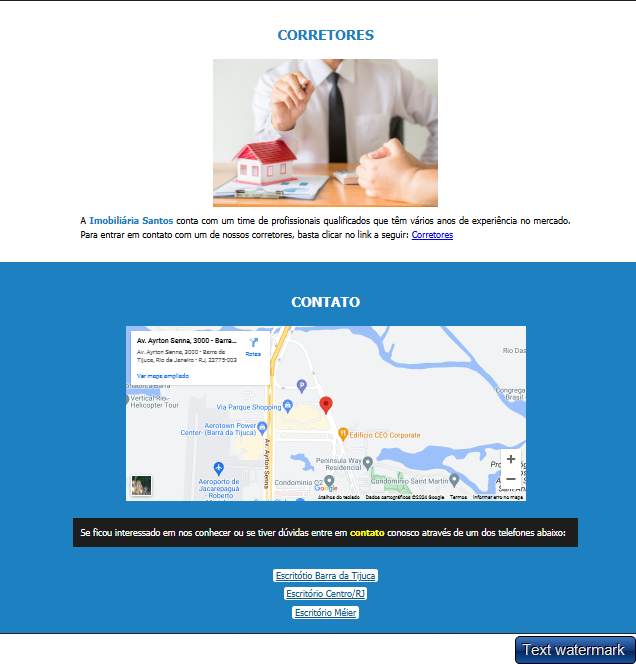 CORRETORES
A Imobiliária Santos conta com um time de profissionais qualificados que têm vários anos de experiência no mercado.
Para entrar em contato com um de nossos corretores, basta clicar no link a seguir: Corretores
CONTATO
Av. Ayrton Senna, 3000 - Barra...
Av. Ayrton Senna, 3000 - Barra de
Tijuca, Rio de Janeiro - RJ, 22775-003
Rotas
Ver mapa ampliado
Rio Das
Vertical Rio-
Helicopter Tour
Congrega
Brasil
Via Parque Shopping
Aerotown Power
Center (Barra da Tijuca)
Edifício CEO Corporate
Av. Ayrton Senna
Península Way
Residencial
Aeroporto de
Jacarepaguá-
Roberto
Condomínio O2
Condomínio Saint Martin
Google
Atalhos do teclado
Dados cartográficos ©2024 Google
Termos
Informar erro no mapa
Se ficou interessado em nos conhecer ou se tiver dúvidas entre em contato conosco através de um dos telefones abaixo:
Escritótio Barra da Tijuca
Escritório Centro/RJ
Escritório Méier
Text watermark